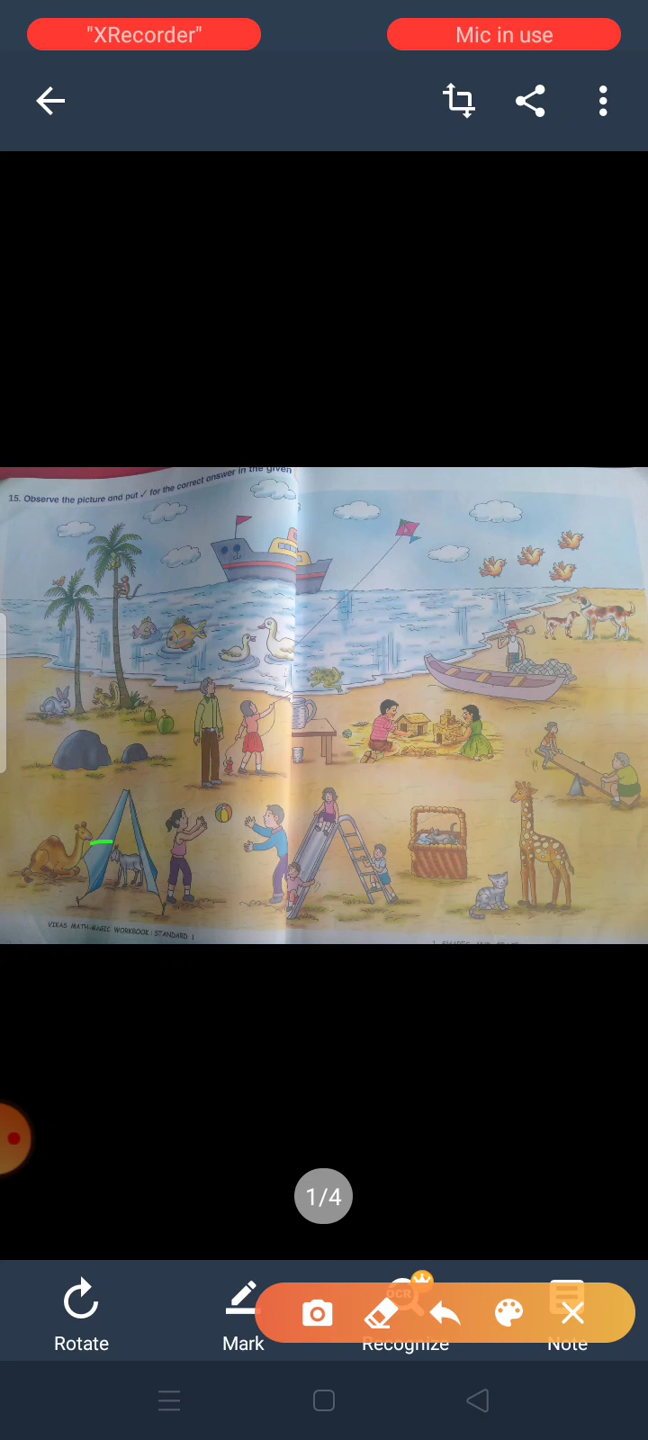 "XRecorder"
Mic in use
15. Observe the picture and put ✓ for the correct answer in the given
VIKAS MATH-MAGIC WORKBOOK : STANDARD 1
1/4
OCR
Rotate
Mark
Recognize
Note